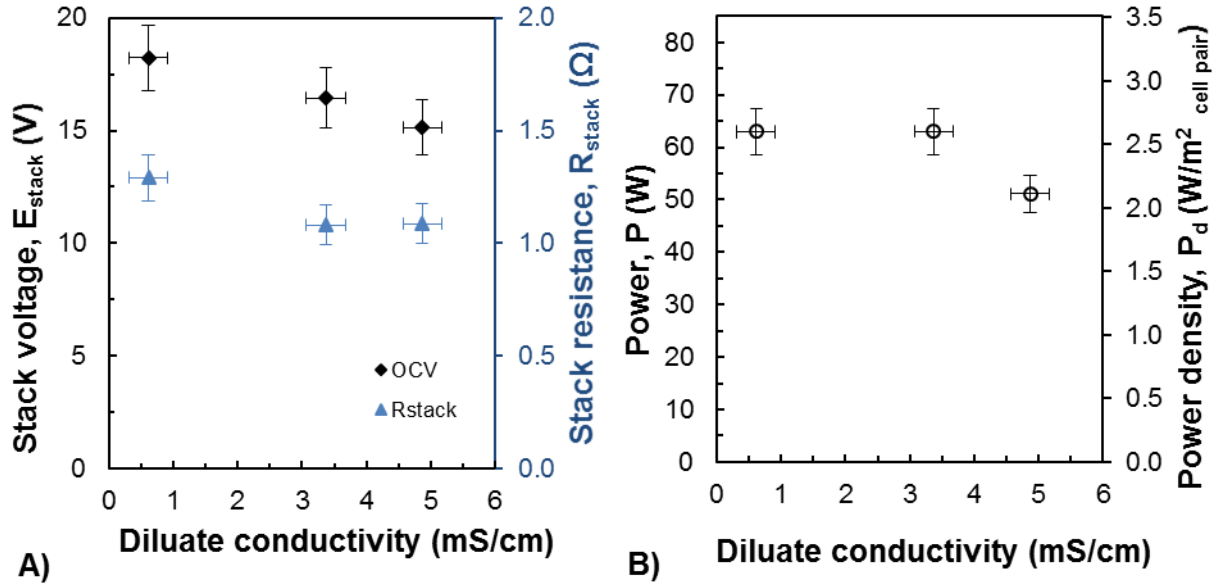 20
15
10
5
0
Stack voltage, E_stack (V)
2.0
1.5
1.0
0.5
0.0
Stack resistance, R_stack (Ω)
OCV
Rstack
0 1 2 3 4 5 6
Diluate conductivity (mS/cm)
A)
80
70
60
50
40
30
20
10
0
Power, P (W)
3.5
3.0
2.5
2.0
1.5
1.0
0.5
0.0
Power density, P_d (W/m² cell pair)
0 1 2 3 4 5 6
Diluate conductivity (mS/cm)
B)